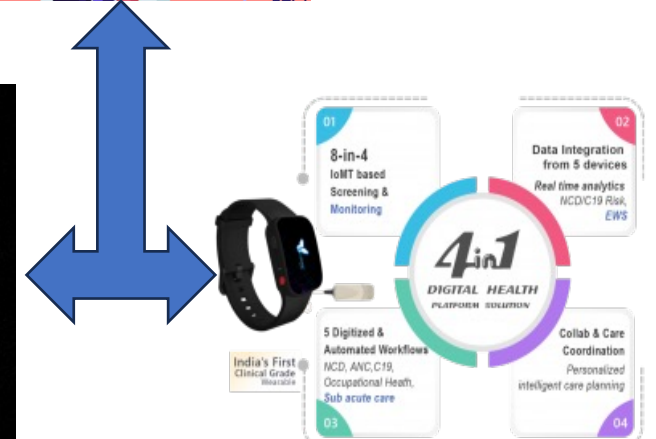 01
8-in-4
IoMT based
Screening &
Monitoring
02
Data Integration
from 5 devices
Real time analytics
NCD/C19 Risk,
EWS
4in1
DIGITAL HEALTH
PLATFORM SOLUTION
India's First
Clinical Grade
Wearable
5 Digitized &
Automated Workflows
NCD, ANC,C19,
Occupational Heath,
Sub acute care
03
Collab & Care
Coordination
Personalized
intelligent care planning
04